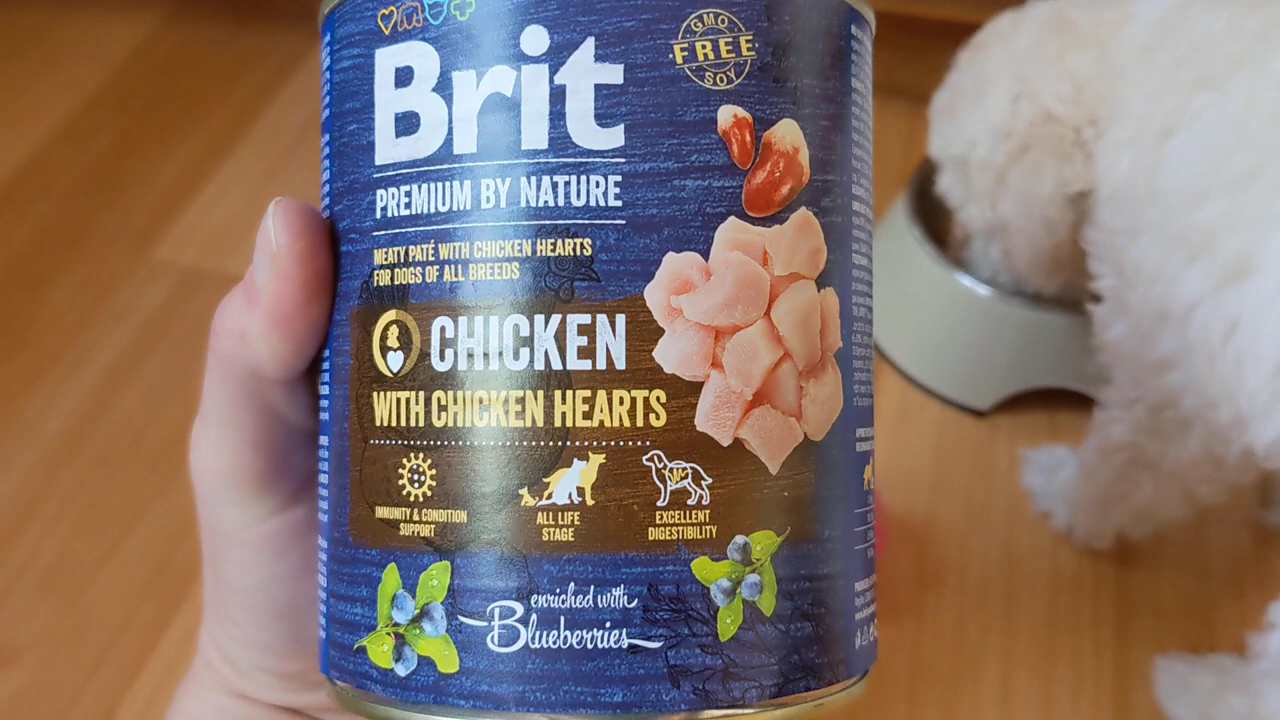 Brit
GMO
FREE
SOY
PREMIUM BY NATURE
MEATY PATÉ WITH CHICKEN HEARTS
FOR DOGS OF ALL BREEDS
CHICKEN
WITH CHICKEN HEARTS
IMMUNITY & CONDITION
SUPPORT
ALL LIFE
STAGE
EXCELLENT
DIGESTIBILITY
enriched with
Blueberries